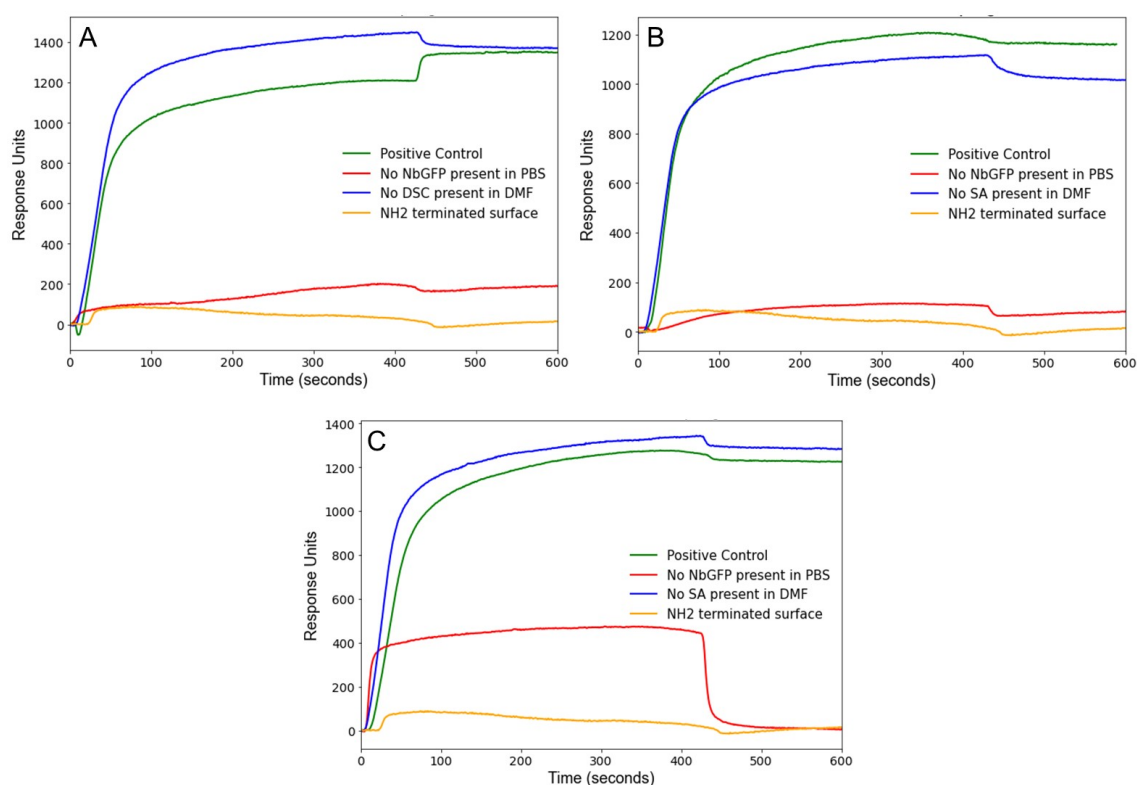 A
1400
1200
1000
800
600
400
200
0
Response Units
Positive Control
No NbGFP present in PBS
No DSC present in DMF
NH2 terminated surface
0 100 200 300 400 500 600
Time (seconds)
B
1200
1000
800
600
400
200
0
Response Units
Positive Control
No NbGFP present in PBS
No SA present in DMF
NH2 terminated surface
0 100 200 300 400 500 600
Time (seconds)
C
1400
1200
1000
800
600
400
200
0
Response Units
Positive Control
No NbGFP present in PBS
No SA present in DMF
NH2 terminated surface
0 100 200 300 400 500 600
Time (seconds)